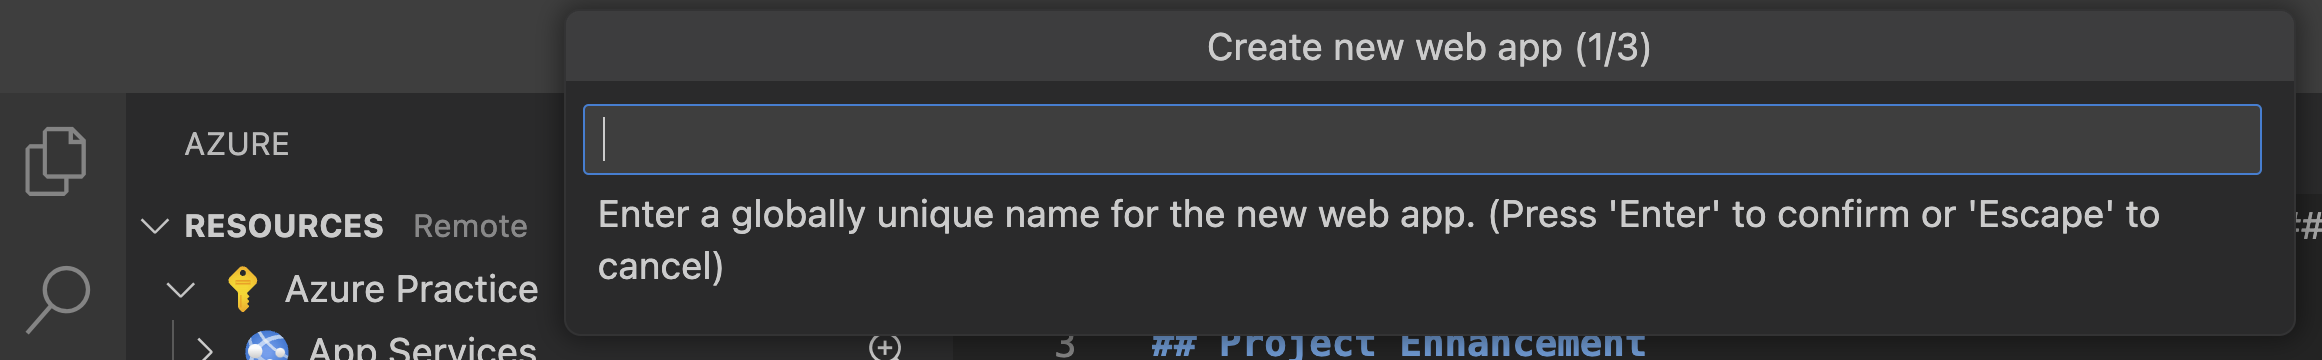 Create new web app (1/3)
Enter a globally unique name for the new web app. (Press 'Enter' to confirm or 'Escape' to
cancel)
AZURE
RESOURCES Remote
Azure Practice
App Services
3 ## Project Enhancement
##